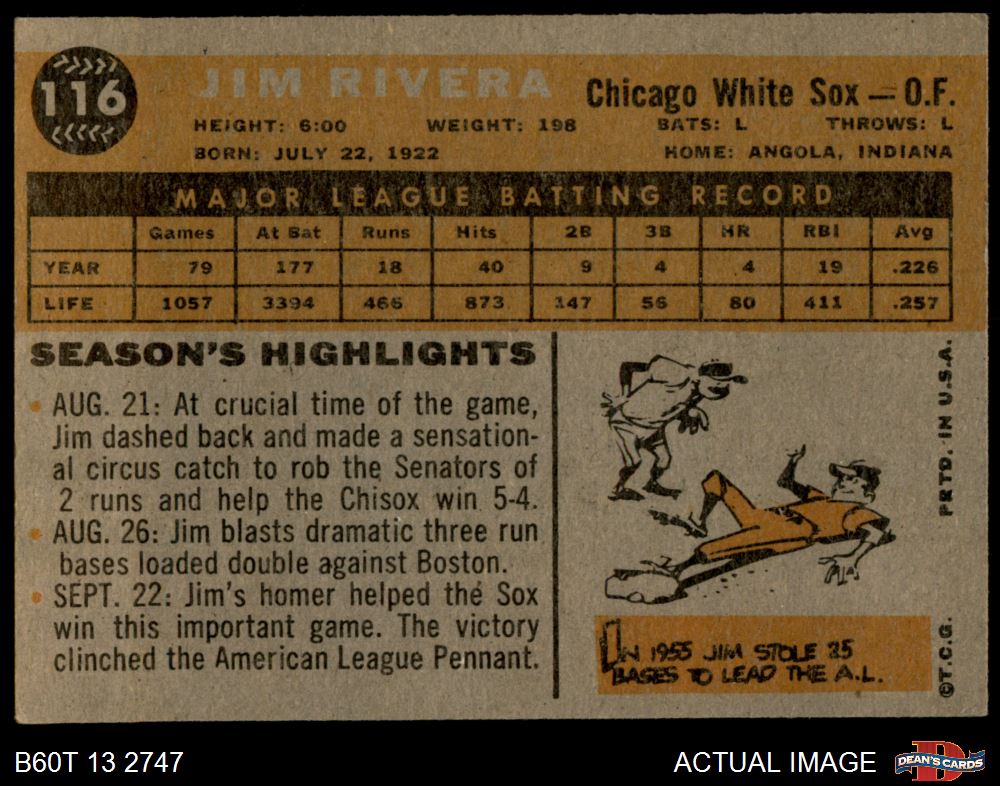 116
JIM RIVERA
Chicago White Sox — O.F.
HEIGHT: 6:00 WEIGHT: 198 BATS: L THROWS: L
BORN: JULY 22, 1922 HOME: ANGOLA, INDIANA
MAJOR LEAGUE BATTING RECORD
Games At Bat Runs Hits 2B 3B HR RBI Avg
YEAR 79 177 18 40 9 4 4 19 .226
LIFE 1057 3394 466 873 147 56 80 411 .257
SEASON'S HIGHLIGHTS
• AUG. 21: At crucial time of the game,
Jim dashed back and made a sensation-
al circus catch to rob the Senators of
2 runs and help the Chisox win 5-4.
• AUG. 26: Jim blasts dramatic three run
bases loaded double against Boston.
• SEPT. 22: Jim's homer helped the Sox
win this important game. The victory
clinched the American League Pennant.
IN 1955 JIM STOLE 25
BASES TO LEAD THE A.L.
©T.C.G. PRTD. IN U.S.A.
B60T 13 2747
ACTUAL IMAGE
DEAN'S CARDS